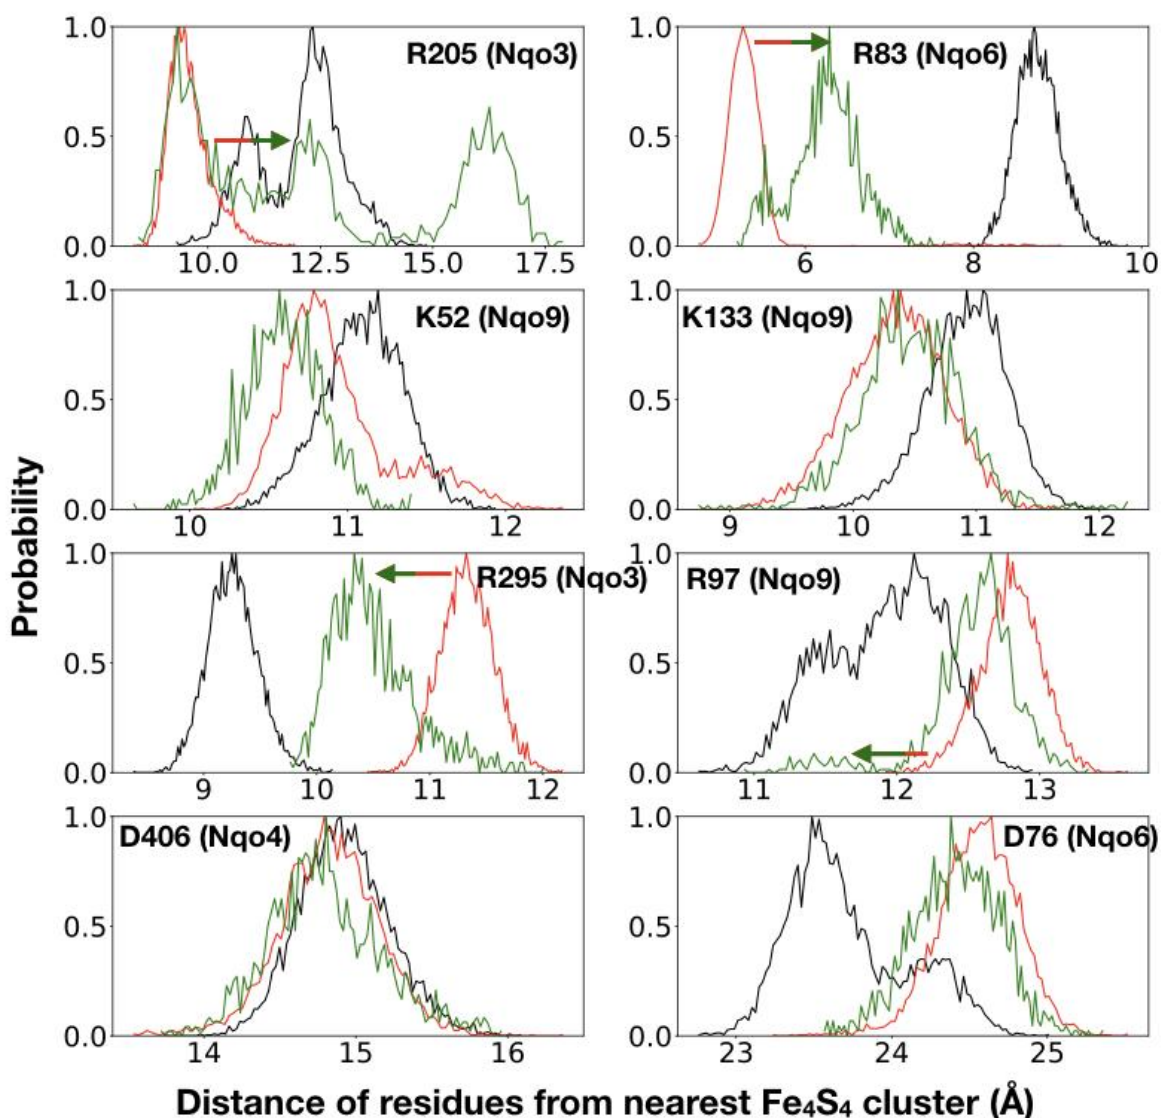 Probability
R205 (Nqo3)
1.0
0.5
0.0
10.0 12.5 15.0 17.5
R83 (Nqo6)
1.0
0.5
0.0
6 8 10
K52 (Nqo9)
1.0
0.5
0.0
10 11 12
K133 (Nqo9)
1.0
0.5
0.0
9 10 11 12
R295 (Nqo3)
1.0
0.5
0.0
9 10 11 12
R97 (Nqo9)
1.0
0.5
0.0
11 12 13
D406 (Nqo4)
1.0
0.5
0.0
14 15 16
D76 (Nqo6)
1.0
0.5
0.0
23 24 25
Distance of residues from nearest Fe₄S₄ cluster (Å)